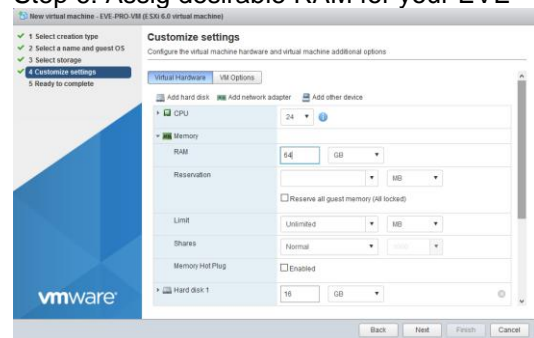 Step 6: Assign desirable RAM for your EVE
New virtual machine - EVE-PRO-VM (ESXi 6.0 virtual machine)
1 Select creation type
2 Select a name and guest OS
3 Select storage
4 Customize settings
5 Ready to complete
Customize settings
Configure the virtual machine hardware and virtual machine additional options
Virtual Hardware VM Options
Add hard disk Add network adapter Add other device
CPU 24
Memory
RAM 64 GB
Reservation MB
Reserve all guest memory (All locked)
Limit Unlimited MB
Shares Normal
Memory Hot Plug Enabled
Hard disk 1 16 GB
vmware
Back Next Finish Cancel